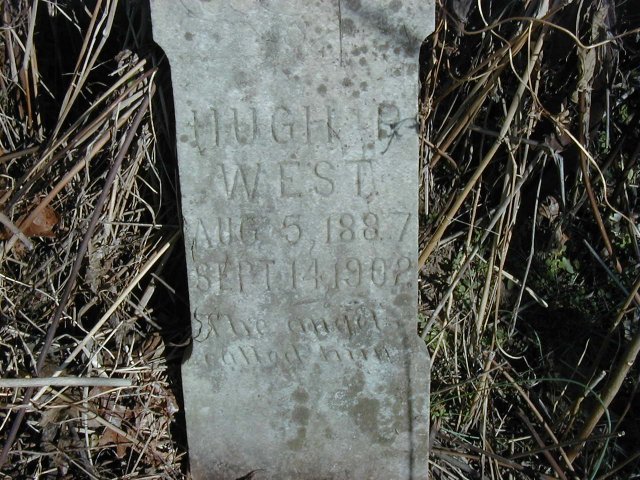 HUGH B
WEST.
AUG 5, 1887
SEPT 14, 1902
The angels
called him